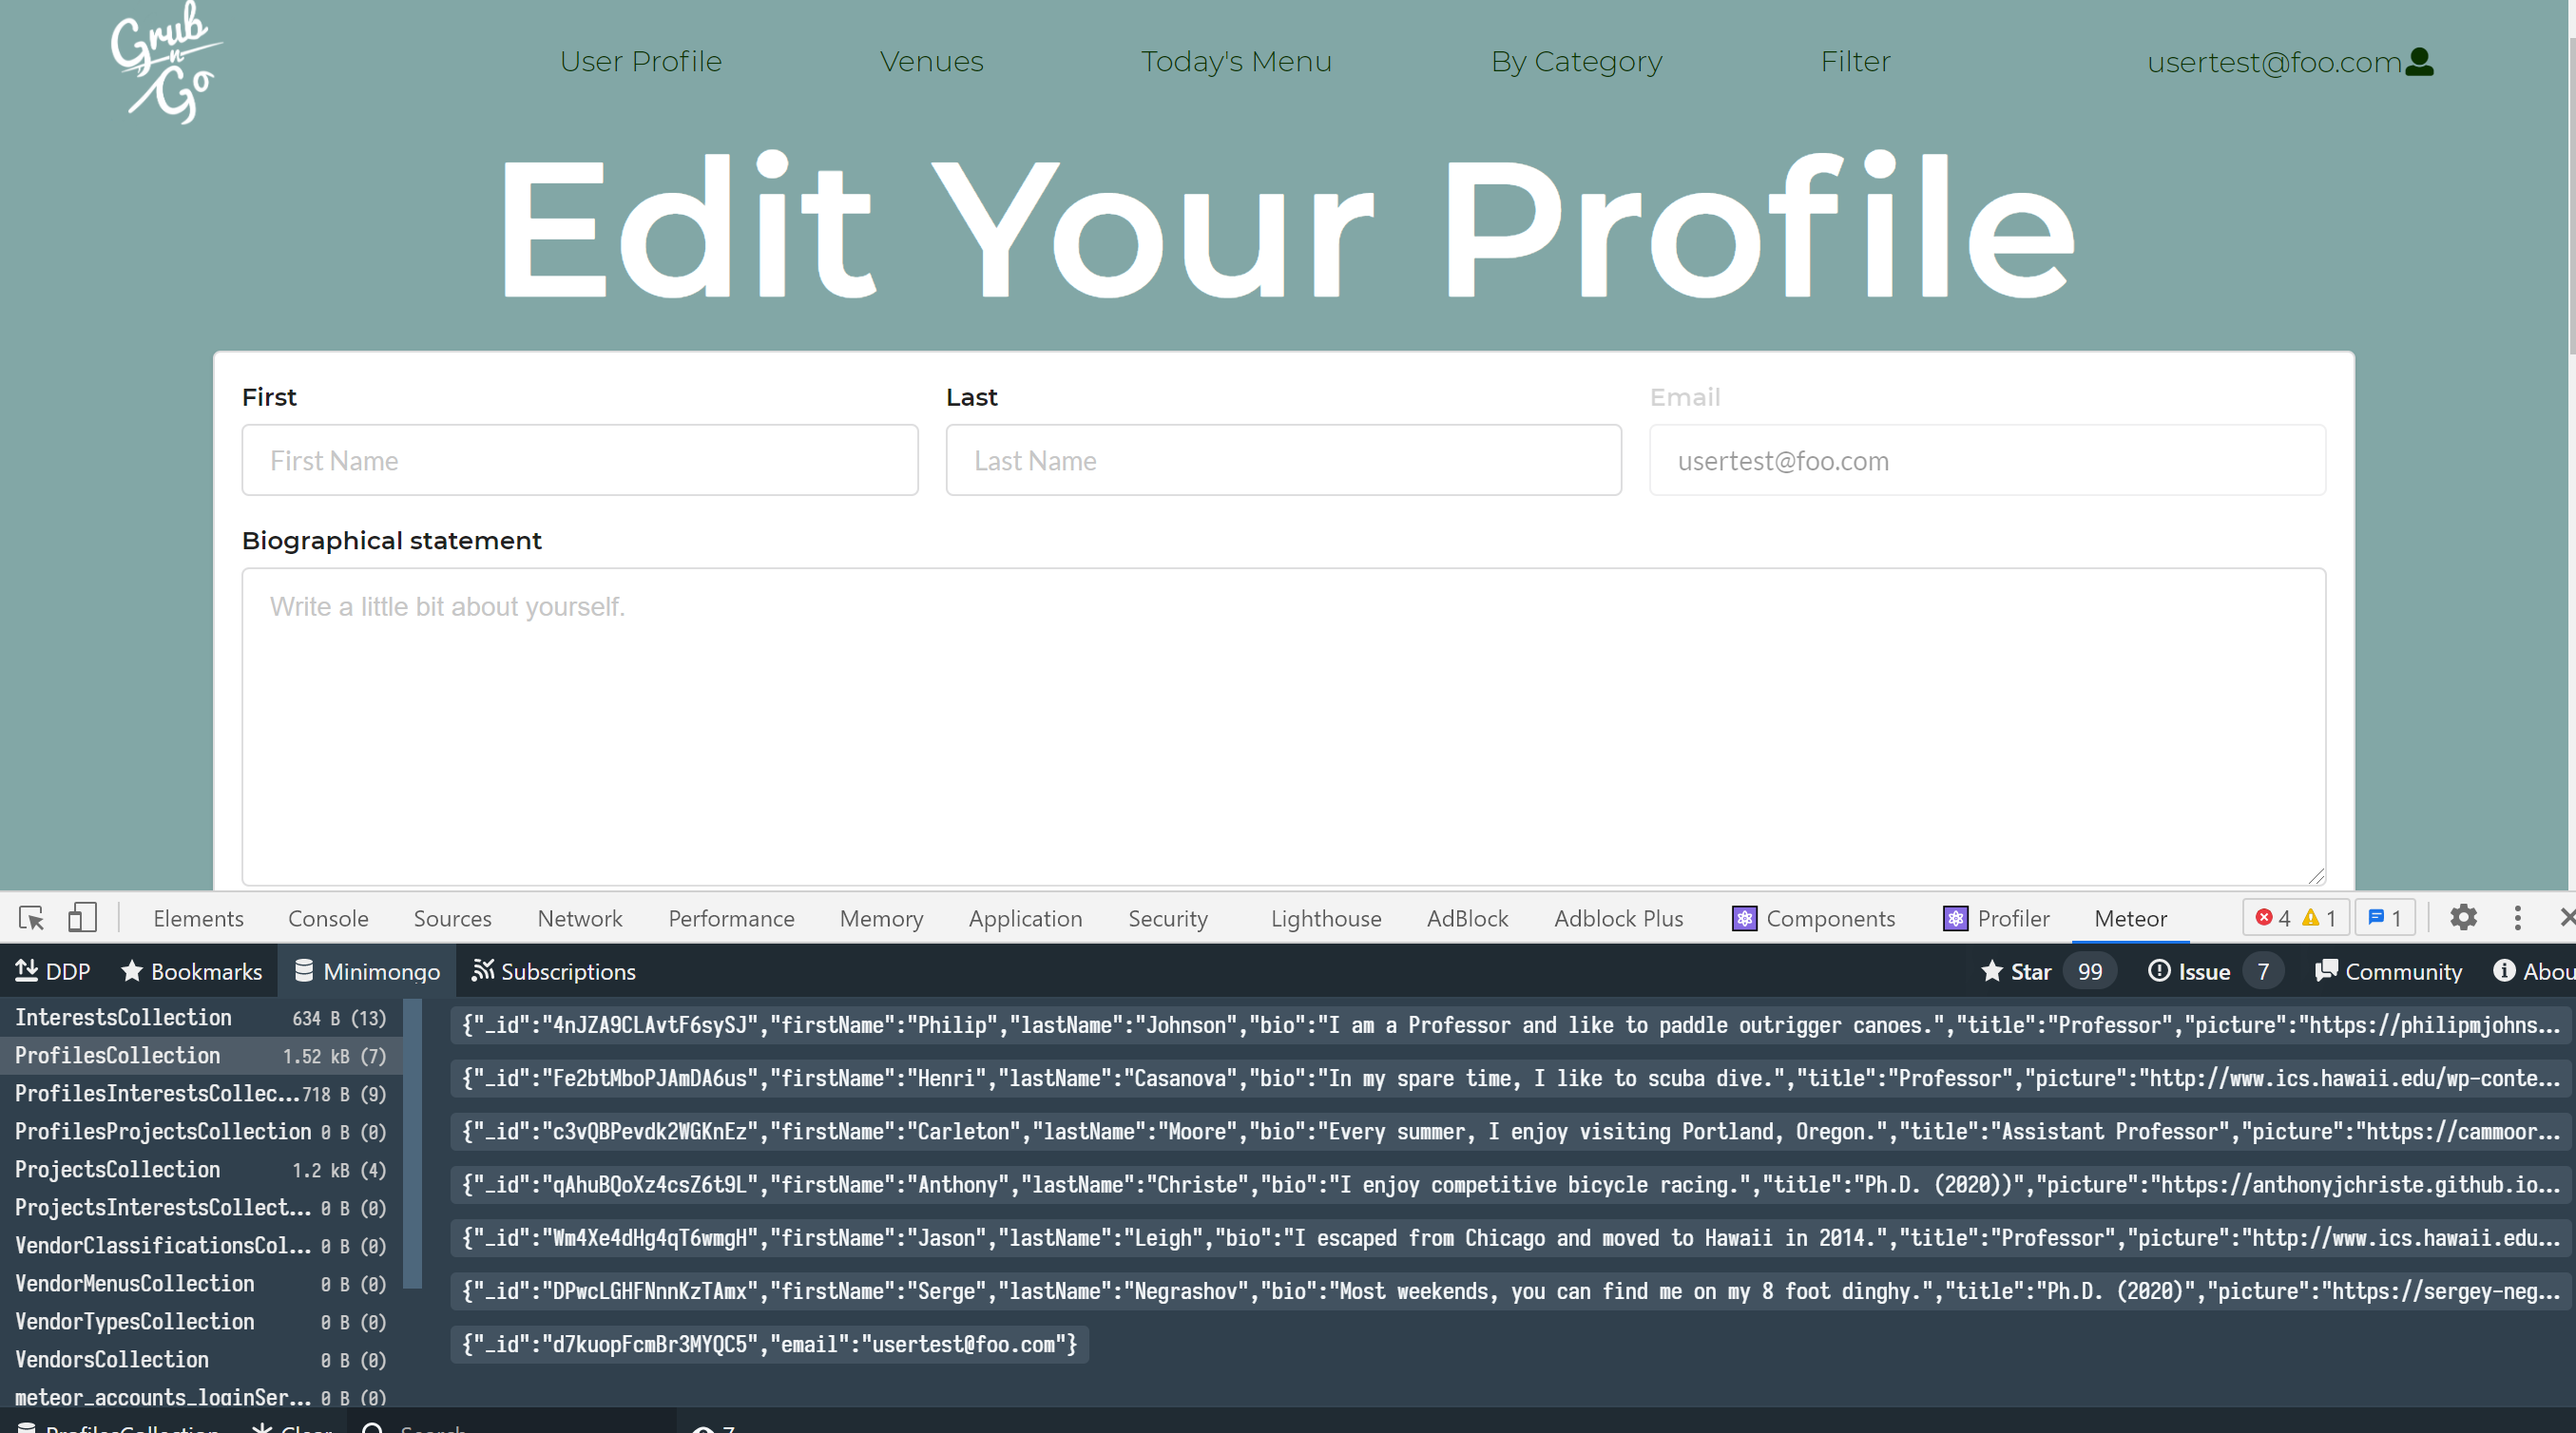 Grub
n
Go
User Profile Venues Today's Menu By Category Filter usertest@foo.com
Edit Your Profile
First Last Email
First Name Last Name usertest@foo.com
Biographical statement
Write a little bit about yourself.
Elements Console Sources Network Performance Memory Application Security Lighthouse AdBlock Adblock Plus Components Profiler Meteor 4 1 1
DDP Bookmarks Minimongo Subscriptions Star 99 Issue 7 Community Abou
InterestsCollection 634 B (13)
ProfilesCollection 1.52 kB (7)
ProfilesInterestsCollec... 718 B (9)
ProfilesProjectsCollection 0 B (0)
ProjectsCollection 1.2 kB (4)
ProjectsInterestsCollect... 0 B (0)
VendorClassificationsCol... 0 B (0)
VendorMenusCollection 0 B (0)
VendorTypesCollection 0 B (0)
VendorsCollection 0 B (0)
meteor_accounts_loginSer... 0 B (0)
{"_id":"4nJZA9CLAvtF6sySJ","firstName":"Philip","lastName":"Johnson","bio":"I am a Professor and like to paddle outrigger canoes.","title":"Professor","picture":"https://philipmjohns...
{"_id":"Fe2btMboPJAmDA6us","firstName":"Henri","lastName":"Casanova","bio":"In my spare time, I like to scuba dive.","title":"Professor","picture":"http://www.ics.hawaii.edu/wp-conte...
{"_id":"c3vQBPevdk2WGKnEz","firstName":"Carleton","lastName":"Moore","bio":"Every summer, I enjoy visiting Portland, Oregon.","title":"Assistant Professor","picture":"https://cammoor...
{"_id":"qAhuBQoXz4csZ6t9L","firstName":"Anthony","lastName":"Christe","bio":"I enjoy competitive bicycle racing.","title":"Ph.D. (2020))","picture":"https://anthonyjchriste.github.io...
{"_id":"Wm4Xe4dHg4qT6wmgH","firstName":"Jason","lastName":"Leigh","bio":"I escaped from Chicago and moved to Hawaii in 2014.","title":"Professor","picture":"http://www.ics.hawaii.edu...
{"_id":"DPwcLGHFNnnKzTAmx","firstName":"Serge","lastName":"Negrashov","bio":"Most weekends, you can find me on my 8 foot dinghy.","title":"Ph.D. (2020)","picture":"https://sergey-neg...
{"_id":"d7kuopFcmBr3MYQC5","email":"usertest@foo.com"}
ProfilesCollection Clear Search 7